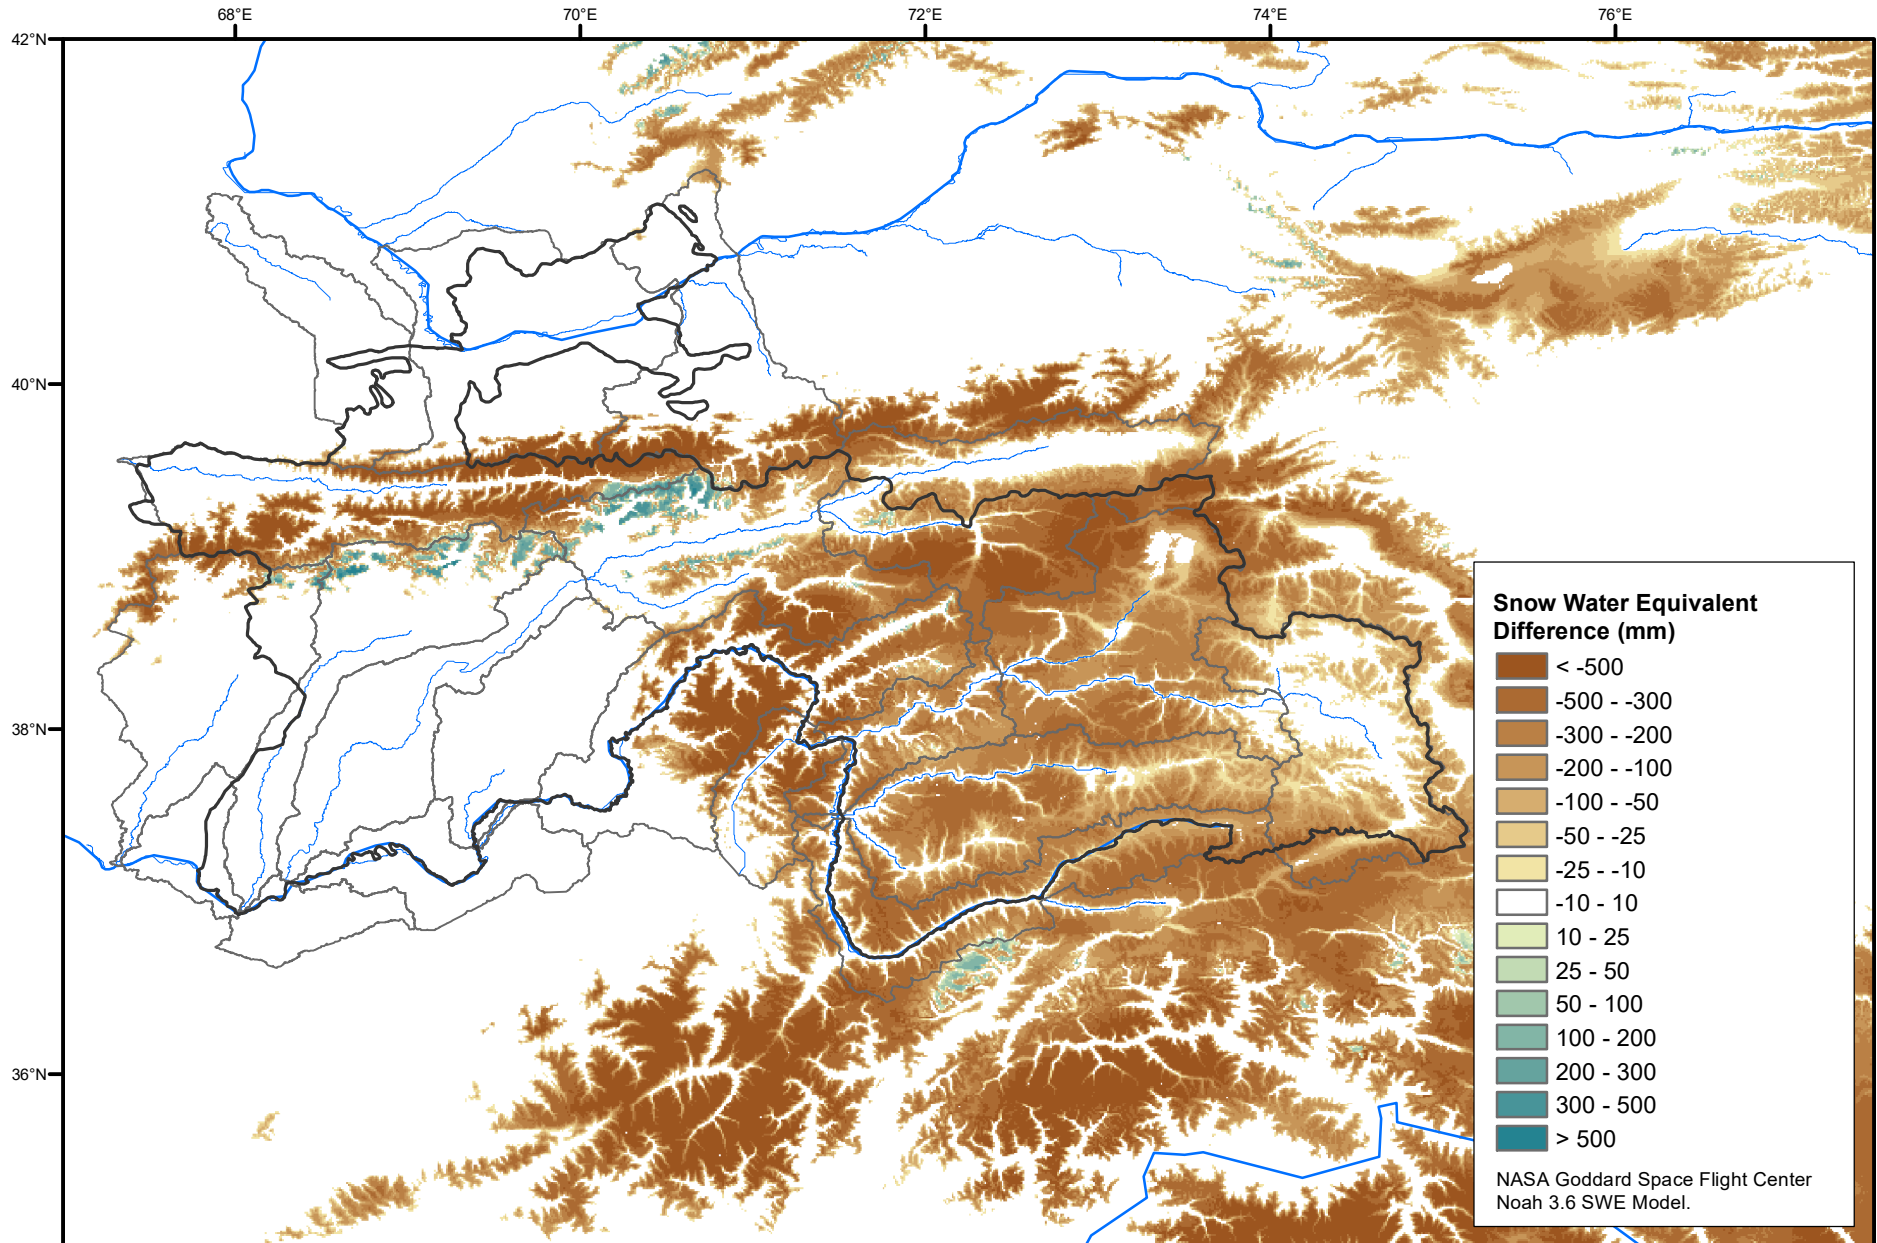 68°E
70°E
72°E
74°E
76°E
42°N
40°N
38°N
36°N
Snow Water Equivalent
Difference (mm)
< -500
-500 - -300
-300 - -200
-200 - -100
-100 - -50
-50 - -25
-25 - -10
-10 - 10
10 - 25
25 - 50
50 - 100
100 - 200
200 - 300
300 - 500
> 500
NASA Goddard Space Flight Center
Noah 3.6 SWE Model.